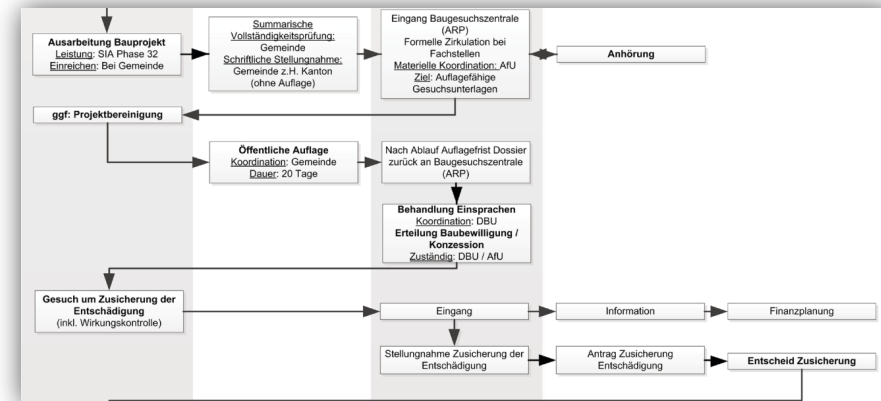 Ausarbeitung Bauprojekt
Leistung: SIA Phase 32
Einreichen: Bei Gemeinde
Summarische
Vollständigkeitsprüfung:
Gemeinde
Schriftliche Stellungnahme:
Gemeinde z.H. Kanton
(ohne Auflage)
Eingang Baugesuchszentrale
(ARP)
Formelle Zirkulation bei
Fachstellen
Materielle Koordination: AfU
Ziel: Auflagefähige
Gesuchsunterlagen
Anhörung
ggf: Projektbereinigung
Öffentliche Auflage
Koordination: Gemeinde
Dauer: 20 Tage
Nach Ablauf Auflagefrist Dossier
zurück an Baugesuchszentrale
(ARP)
Behandlung Einsprachen
Koordination: DBU
Erteilung Baubewilligung /
Konzession
Zuständig: DBU / AfU
Gesuch um Zusicherung der
Entschädigung
(inkl. Wirkungskontrolle)
Eingang
Information
Finanzplanung
Stellungnahme Zusicherung der
Entschädigung
Antrag Zusicherung
Entschädigung
Entscheid Zusicherung